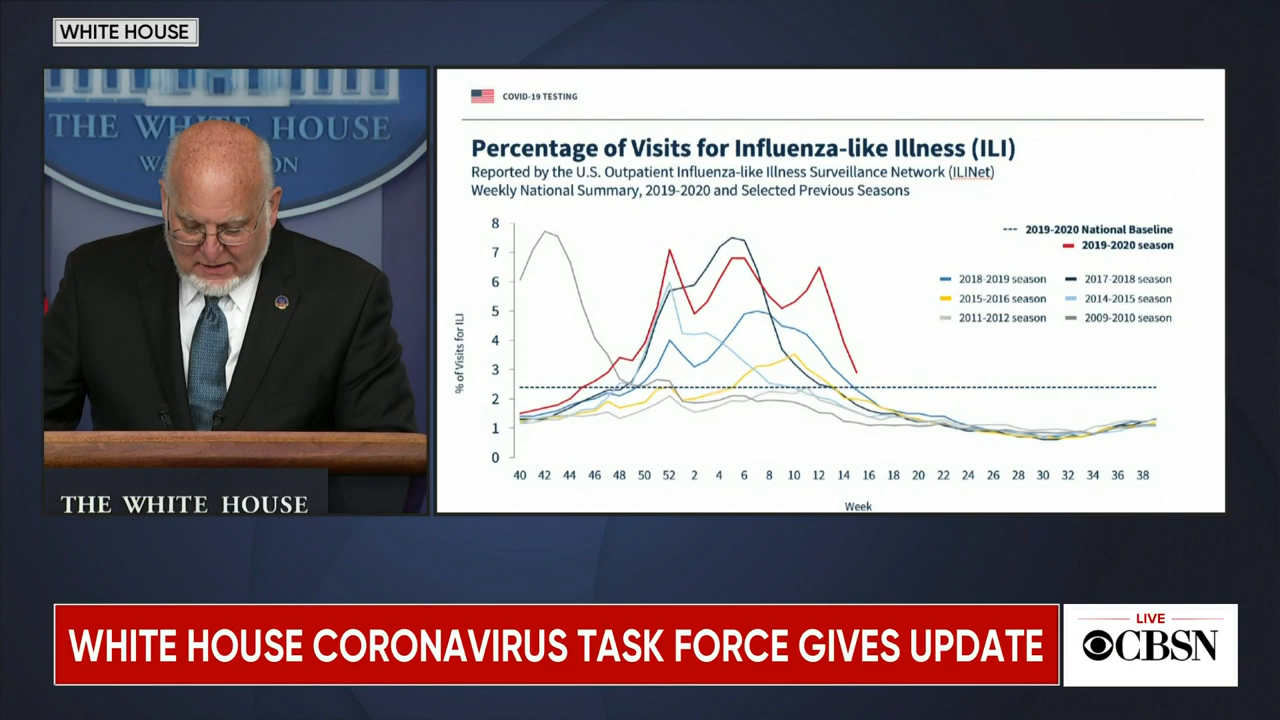 WHITE HOUSE
THE WHITE HOUSE
WA ON
THE WHITE HOUSE
COVID-19 TESTING
Percentage of Visits for Influenza-like Illness (ILI)
Reported by the U.S. Outpatient Influenza-like Illness Surveillance Network (ILINet)
Weekly National Summary, 2019-2020 and Selected Previous Seasons
2019-2020 National Baseline
2019-2020 season
2018-2019 season 2017-2018 season
2015-2016 season 2014-2015 season
2011-2012 season 2009-2010 season
% of Visits for ILI
8
7
6
5
4
3
2
1
0
40 42 44 46 48 50 52 2 4 6 8 10 12 14 16 18 20 22 24 26 28 30 32 34 36 38
Week
WHITE HOUSE CORONAVIRUS TASK FORCE GIVES UPDATE
LIVE
CBSN